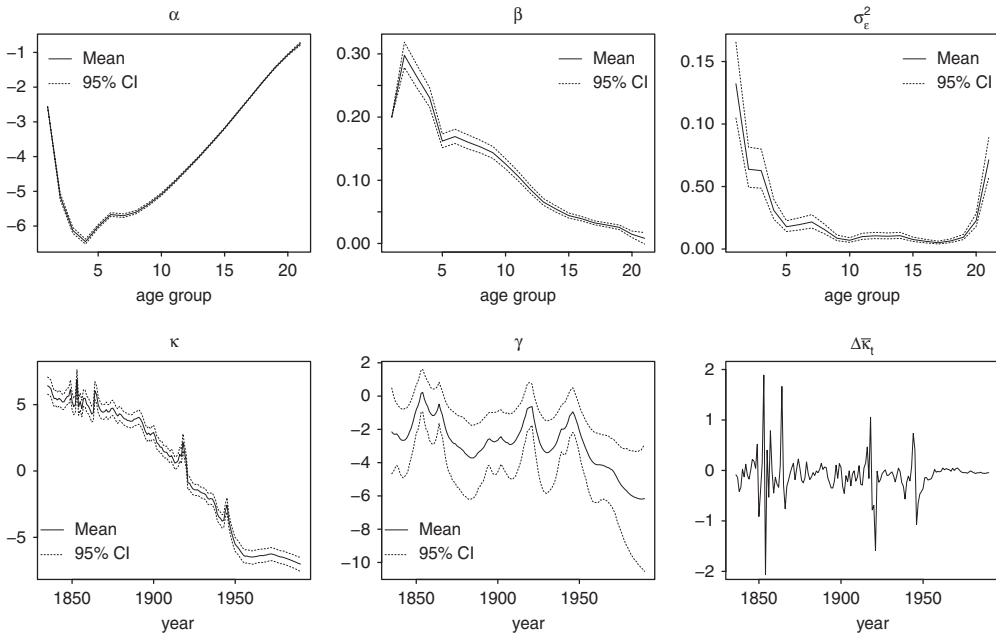 α
β
σ²ε
-1
-2
-3
-4
-5
-6
Mean
95% CI
5
10
15
20
age group
0.30
0.20
0.10
0.00
Mean
95% CI
5
10
15
20
age group
0.15
0.10
0.50
0.00
Mean
95% CI
5
10
15
20
age group
κ
γ
Δκ̅t
5
0
-5
Mean
95% CI
1850
1900
1950
year
2
0
-2
-4
-6
-8
-10
Mean
95% CI
1850
1900
1950
year
2
1
0
-1
-2
1850
1900
1950
year